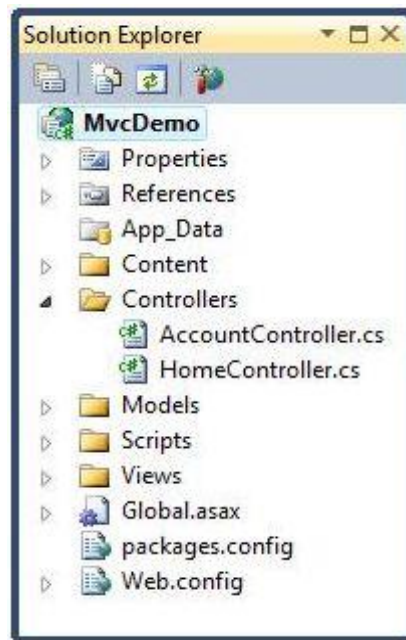 Solution Explorer
MvcDemo
Properties
References
App_Data
Content
Controllers
AccountController.cs
HomeController.cs
Models
Scripts
Views
Global.asax
packages.config
Web.config